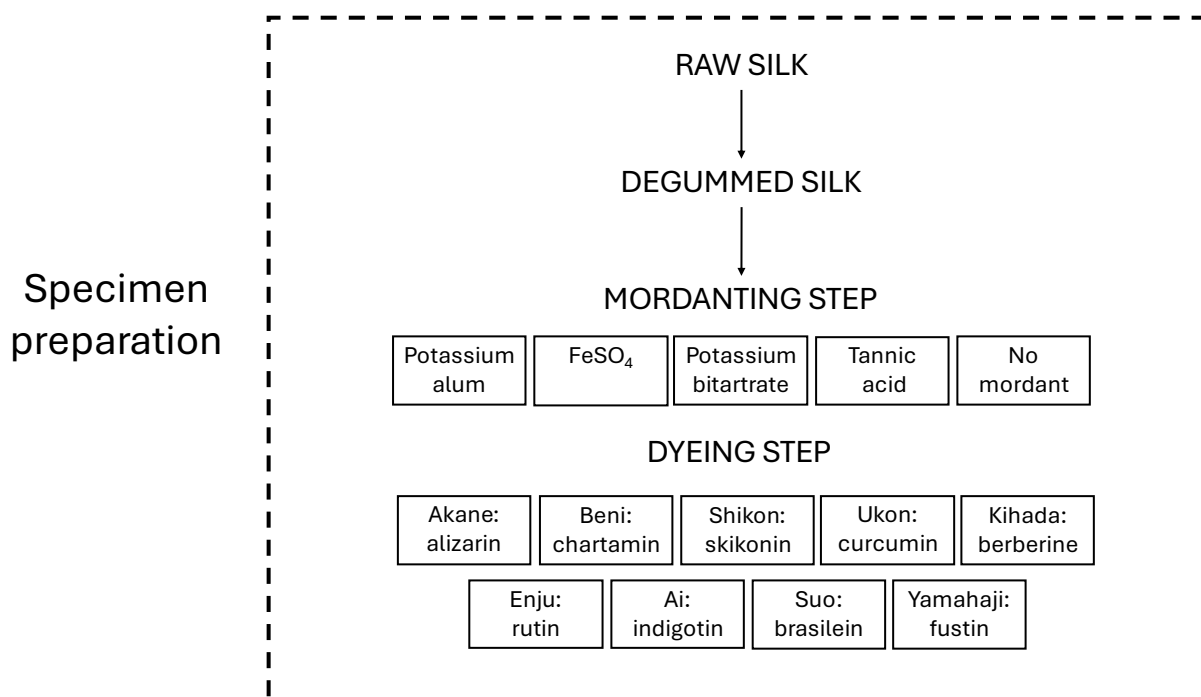 Specimen
preparation
RAW SILK
DEGUMMED SILK
MORDANTING STEP
Potassium
alum
FeSO₄
Potassium
bitartrate
Tannic
acid
No
mordant
DYEING STEP
Akane:
alizarin
Beni:
chartamin
Shikon:
skikonin
Ukon:
curcumin
Kihada:
berberine
Enju:
rutin
Ai:
indigotin
Suo:
brasilein
Yamahaji:
fustin